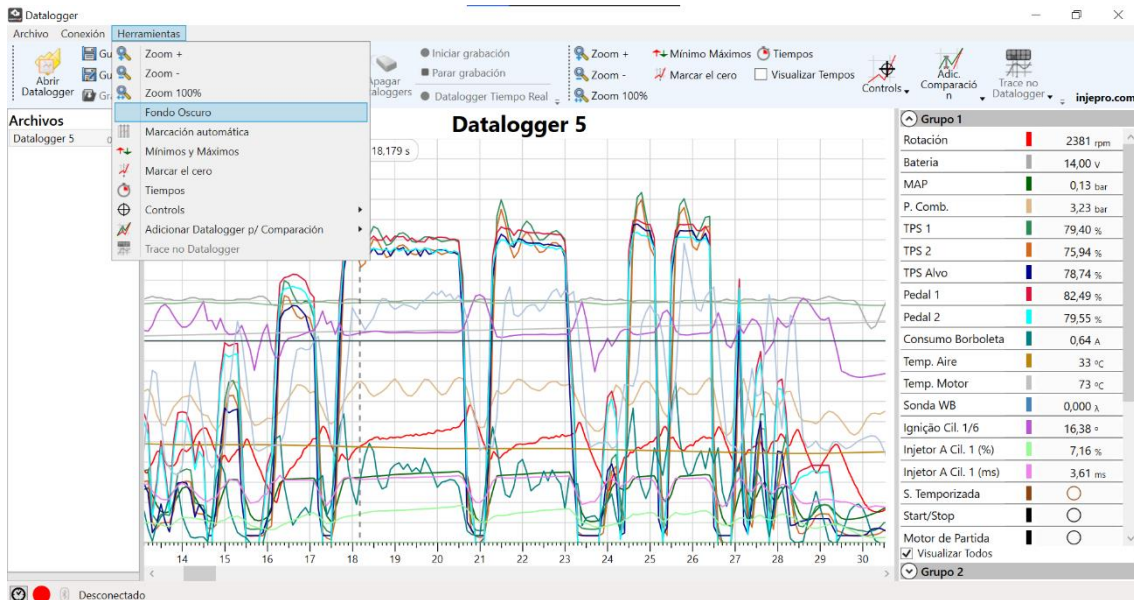 Datalogger
Archivo Conexión Herramientas
Abrir
Datalogger
Gu
Gu
Gr
Zoom +
Zoom -
Zoom 100%
Fondo Oscuro
Marcación automática
Mínimos y Máximos
Marcar el cero
Tiempos
Controls
Adicionar Datalogger p/ Comparación
Trace no Datalogger
Apagar
taloggers
Iniciar grabación
Parar grabación
Datalogger Tiempo Real
Zoom +
Zoom -
Zoom 100%
Mínimo Máximos
Marcar el cero
Tiempos
Visualizar Tempos
Controls
Adic.
Comparació
n
Trace no
Datalogger
injepro.com
Archivos
Datalogger 5
Datalogger 5
18,179 s
14 15 16 17 18 19 20 21 22 23 24 25 26 27 28 29 30
Grupo 1
Rotación 2381 rpm
Bateria 14,00 v
MAP 0,13 bar
P. Comb. 3,23 bar
TPS 1 79,40 %
TPS 2 75,94 %
TPS Alvo 78,74 %
Pedal 1 82,49 %
Pedal 2 79,55 %
Consumo Borboleta 0,64 A
Temp. Aire 33 ºC
Temp. Motor 73 ºC
Sonda WB 0,000 λ
Ignição Cil. 1/6 16,38 º
Injetor A Cil. 1 (%) 7,16 %
Injetor A Cil. 1 (ms) 3,61 ms
S. Temporizada
Start/Stop
Motor de Partida
Visualizar Todos
Grupo 2
Desconectado